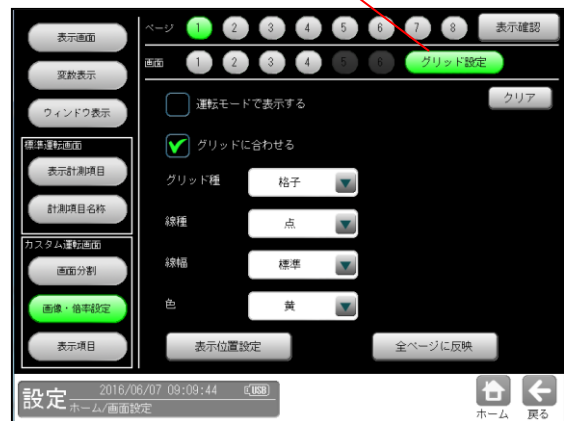 表示画面
変数表示
ウィンドウ表示
標準運転画面
表示計測項目
計測項目名称
カスタム運転画面
画面分割
画像・倍率設定
表示項目
ページ 1 2 3 4 5 6 7 8 表示確認
画面 1 2 3 4 5 6 グリッド設定
運転モードで表示する クリア
グリッドに合わせる
グリッド種 格子
線種 点
線幅 標準
色 黄
表示位置設定 全ページに反映
設定 2016/06/07 09:09:44 USB
ホーム/画面設定
ホーム 戻る